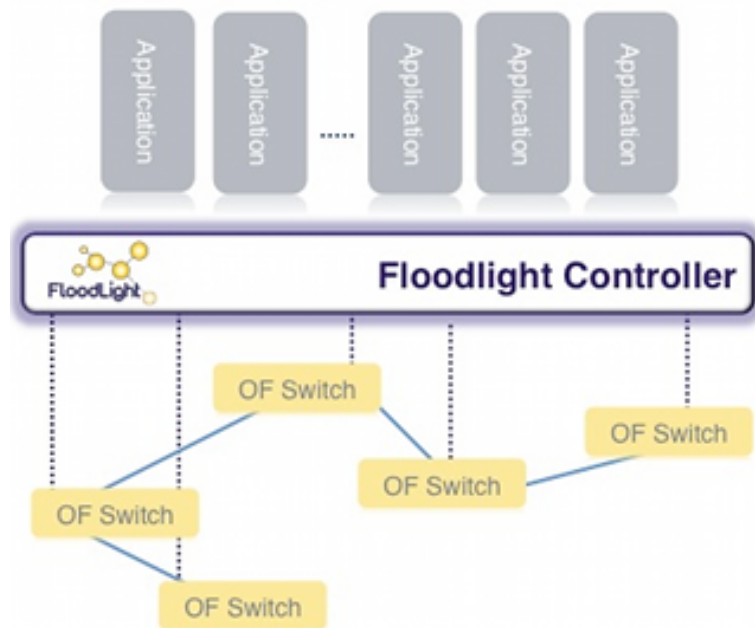 Application
Application
.....
Application
Application
Application
FloodLight
Floodlight Controller
OF Switch
OF Switch
OF Switch
OF Switch
OF Switch